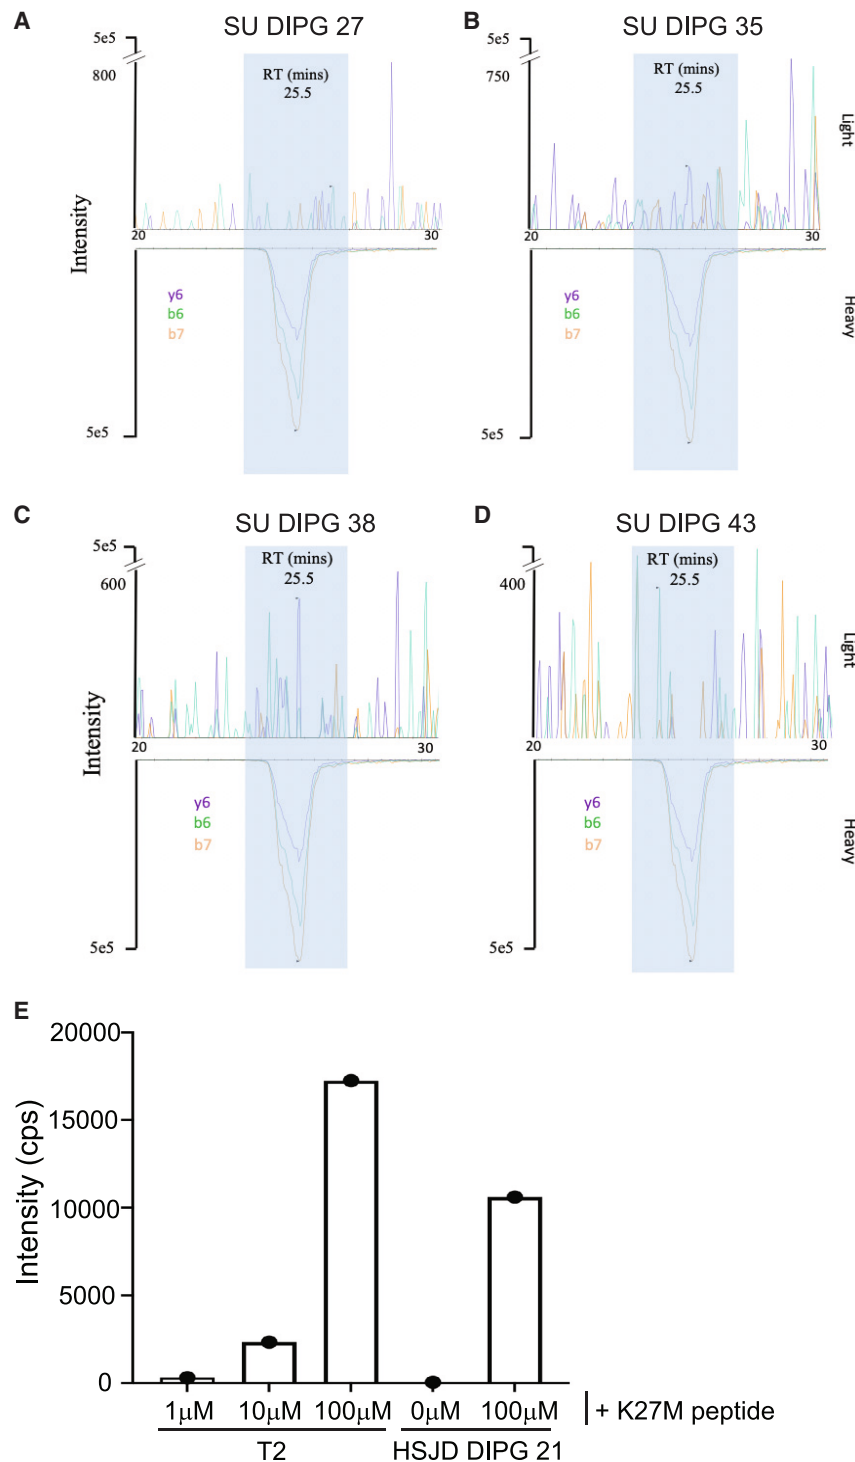 A
SU DIPG 27
5e5
800
RT (mins)
25.5
Intensity
20
30
y6
b6
b7
5e5
B
SU DIPG 35
5e5
750
RT (mins)
25.5
Light
20
30
y6
b6
b7
Heavy
5e5
C
SU DIPG 38
5e5
600
RT (mins)
25.5
Intensity
20
30
y6
b6
b7
5e5
D
SU DIPG 43
400
RT (mins)
25.5
Light
20
30
y6
b6
b7
Heavy
5e5
E
Intensity (cps)
20000
15000
10000
5000
0
1μM 10μM 100μM 0μM 100μM + K27M peptide
T2 HSJD DIPG 21